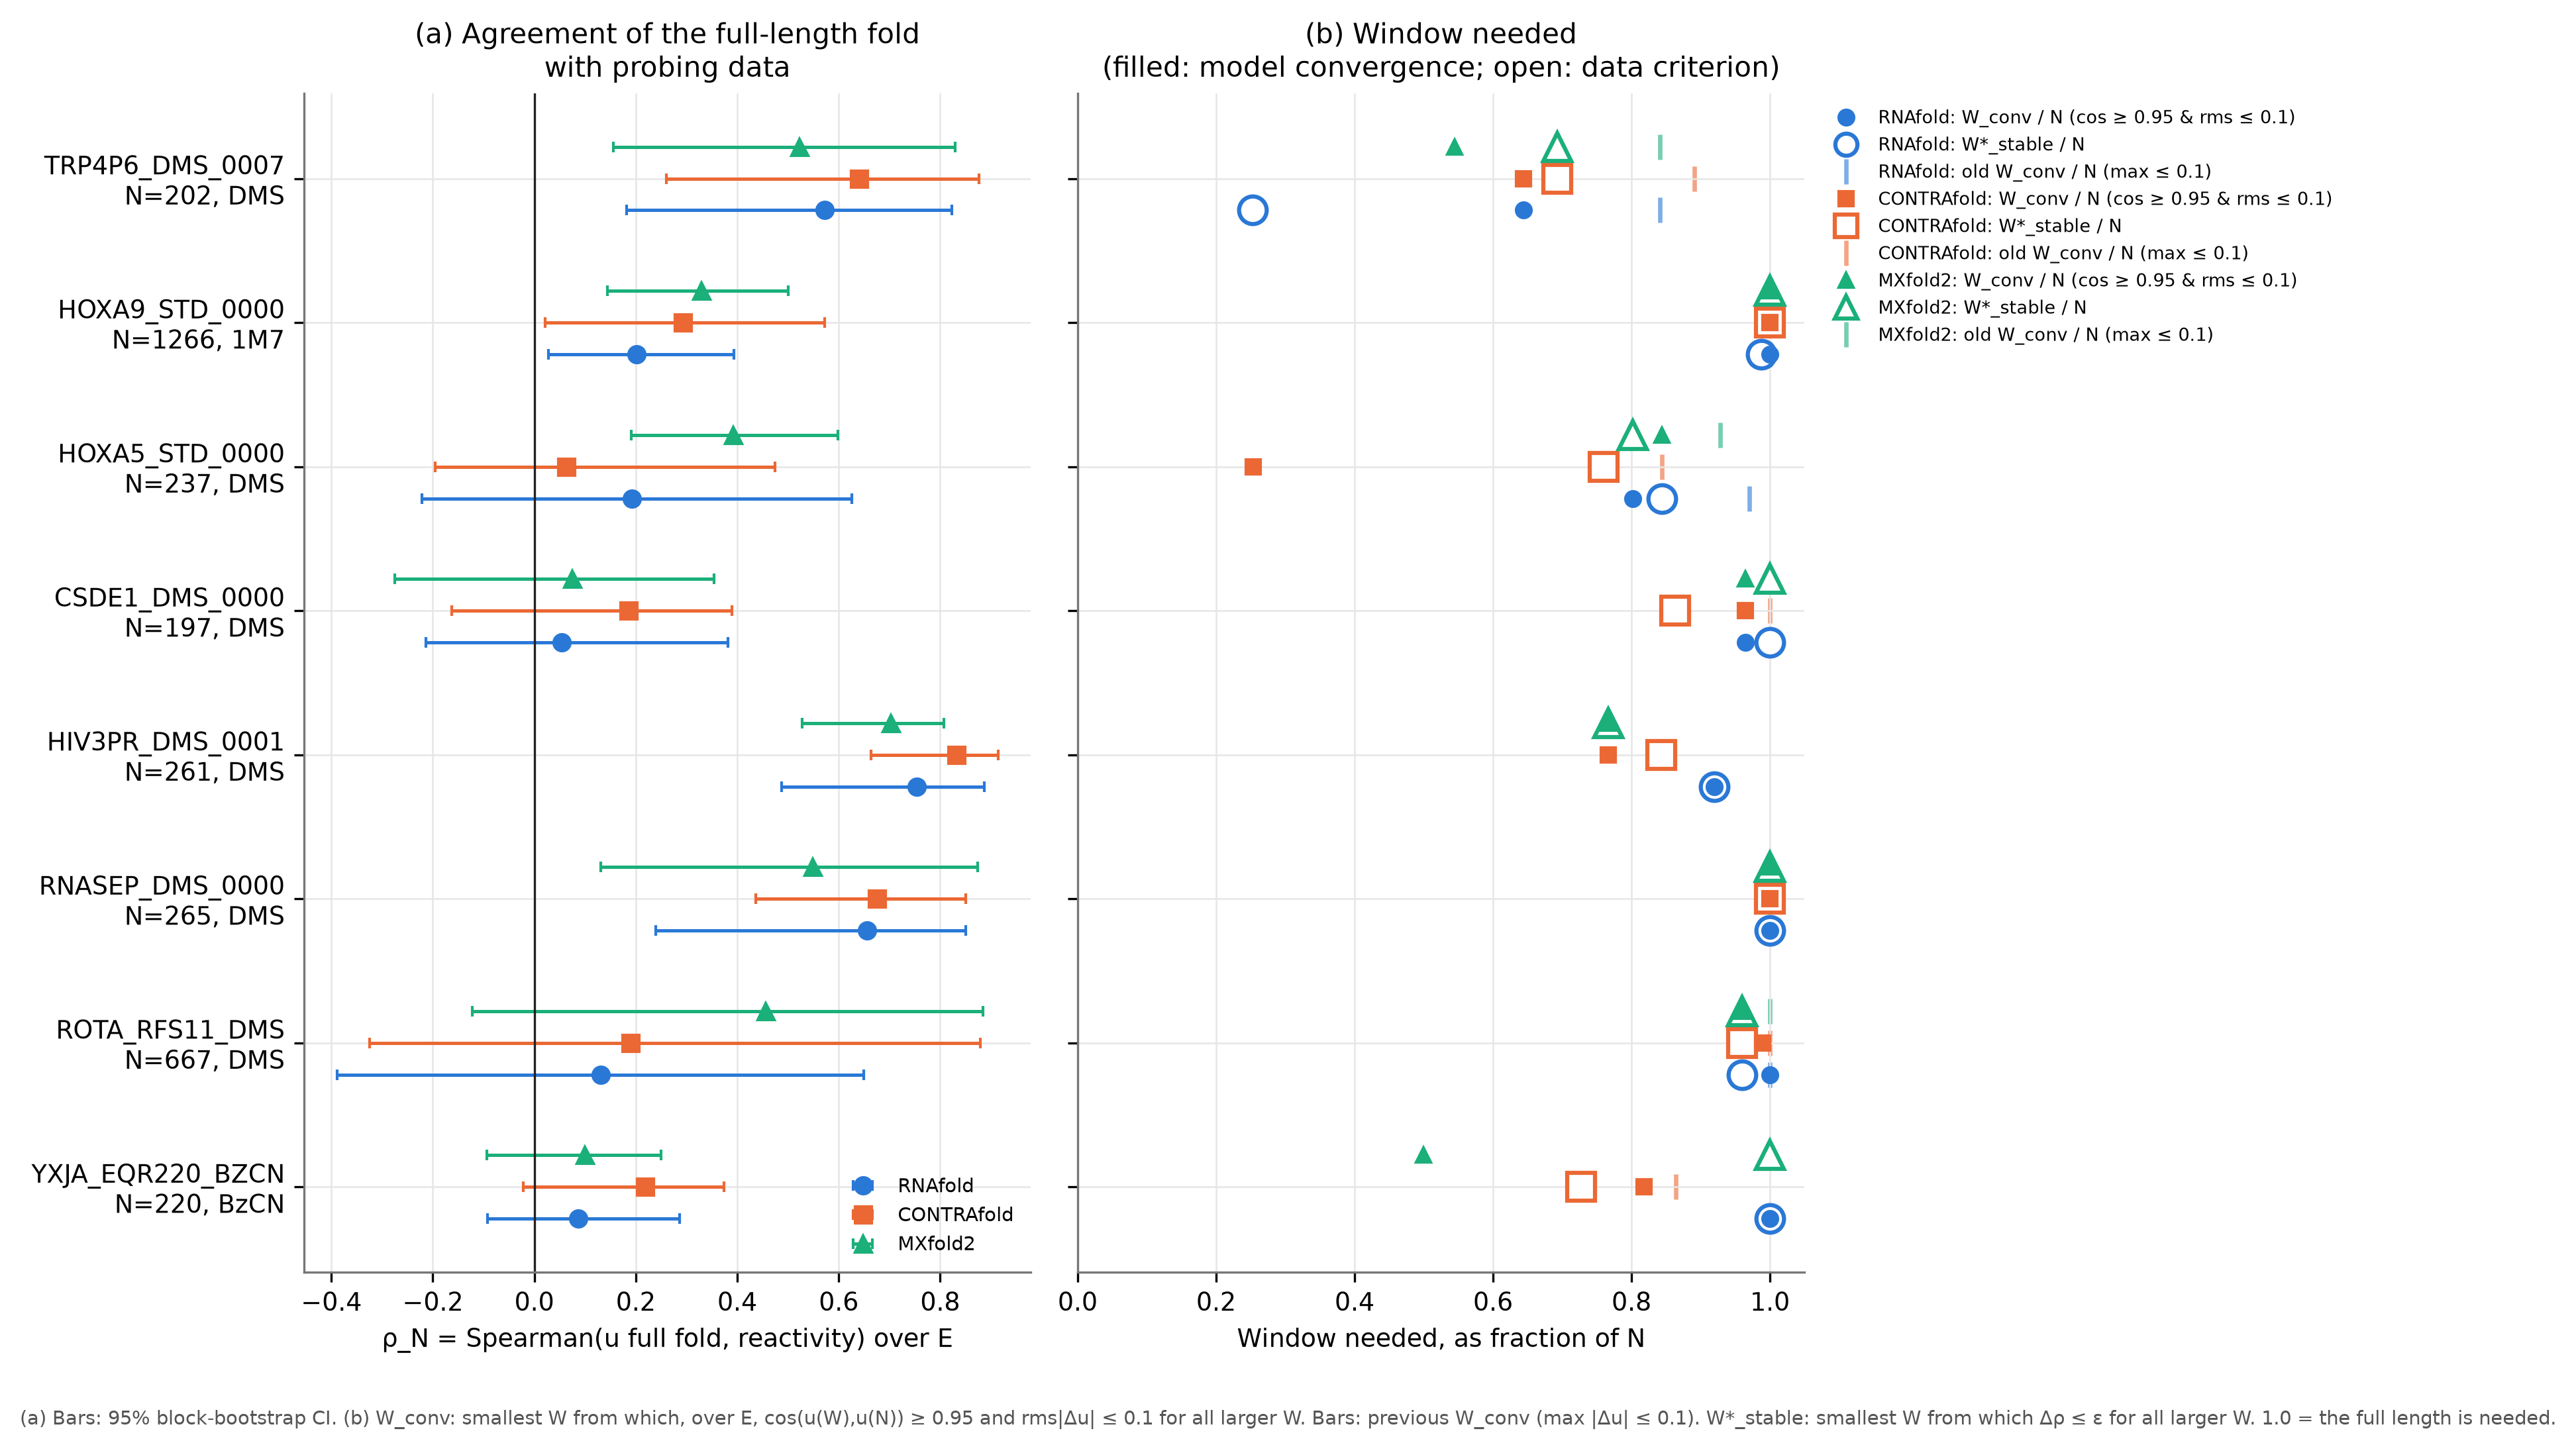 (a) Agreement of the full-length fold
with probing data
(b) Window needed
(filled: model convergence; open: data criterion)
TRP4P6_DMS_0007
N=202, DMS
HOXA9_STD_0000
N=1266, 1M7
HOXA5_STD_0000
N=237, DMS
CSDE1_DMS_0000
N=197, DMS
HIV3PR_DMS_0001
N=261, DMS
RNASEP_DMS_0000
N=265, DMS
ROTA_RFS11_DMS
N=667, DMS
YXJA_EQR220_BZCN
N=220, BzCN
RNAfold
CONTRAfold
MXfold2
−0.4 −0.2 0.0 0.2 0.4 0.6 0.8
ρ_N = Spearman(u full fold, reactivity) over E
0.0 0.2 0.4 0.6 0.8 1.0
Window needed, as fraction of N
RNAfold: W_conv / N (cos ≥ 0.95 & rms ≤ 0.1)
RNAfold: W*_stable / N
RNAfold: old W_conv / N (max ≤ 0.1)
CONTRAfold: W_conv / N (cos ≥ 0.95 & rms ≤ 0.1)
CONTRAfold: W*_stable / N
CONTRAfold: old W_conv / N (max ≤ 0.1)
MXfold2: W_conv / N (cos ≥ 0.95 & rms ≤ 0.1)
MXfold2: W*_stable / N
MXfold2: old W_conv / N (max ≤ 0.1)
(a) Bars: 95% block-bootstrap CI. (b) W_conv: smallest W from which, over E, cos(u(W),u(N)) ≥ 0.95 and rms|Δu| ≤ 0.1 for all larger W. Bars: previous W_conv (max |Δu| ≤ 0.1). W*_stable: smallest W from which Δρ ≤ ε for all larger W. 1.0 = the full length is needed.